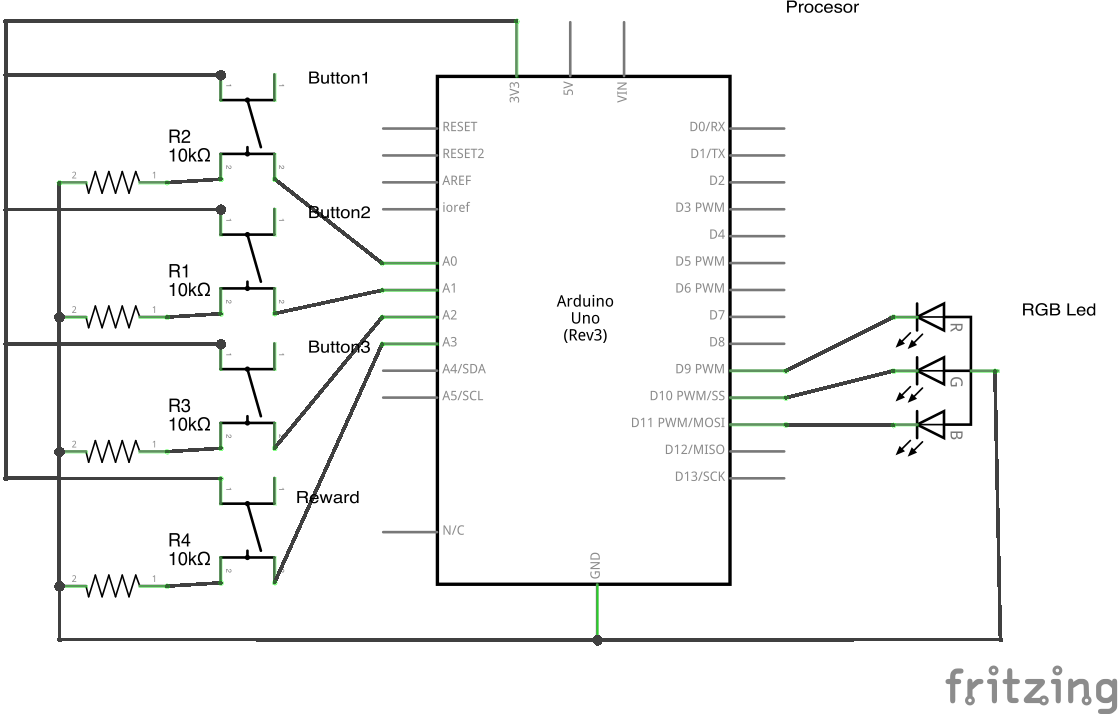 Procesor
3V3
5V
VIN
Button1
1
1
RESET
D0/RX
R2
10kΩ
RESET2
D1/TX
2
1
2
2
AREF
D2
Button2
1
1
ioref
D3 PWM
D4
A0
D5 PWM
R1
10kΩ
A1
D6 PWM
2
1
2
2
Arduino
Uno
(Rev3)
RGB Led
A2
D7
R
Button3
1
1
A3
D8
A4/SDA
D9 PWM
G
R3
10kΩ
A5/SCL
D10 PWM/SS
2
1
2
2
D11 PWM/MOSI
B
D12/MISO
D13/SCK
Reward
1
1
N/C
R4
10kΩ
2
1
2
2
GND
fritzing